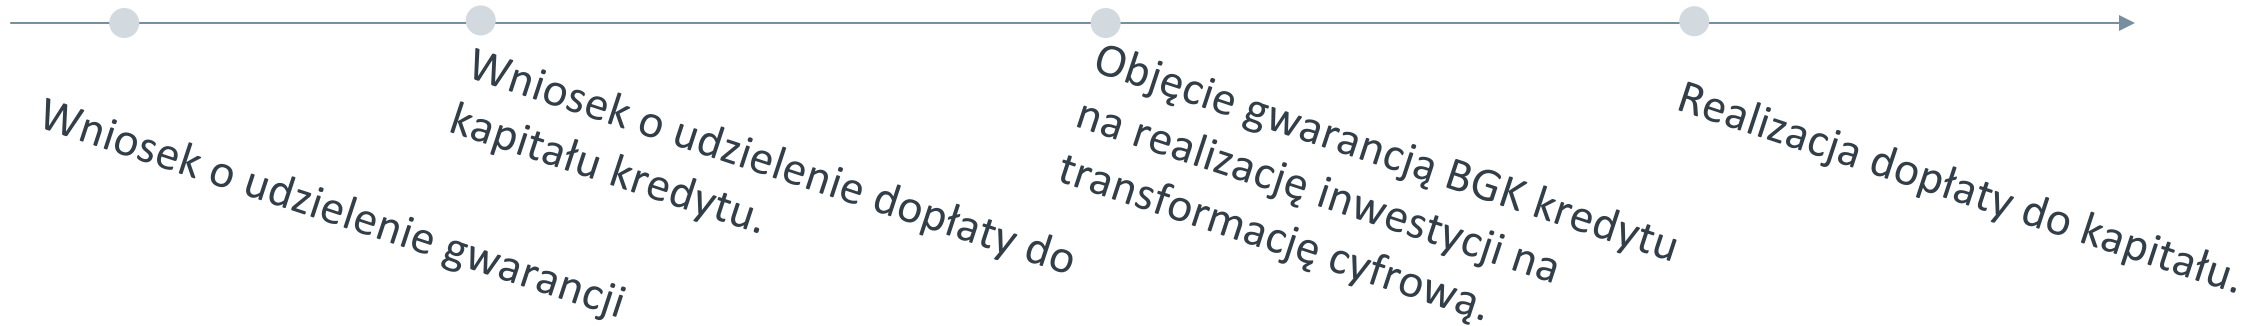 Wniosek o udzielenie gwarancji
Wniosek o udzielenie dopłaty do
kapitału kredytu.
Objęcie gwarancją BGK kredytu
na realizację inwestycji na
transformację cyfrową.
Realizacja dopłaty do kapitału.